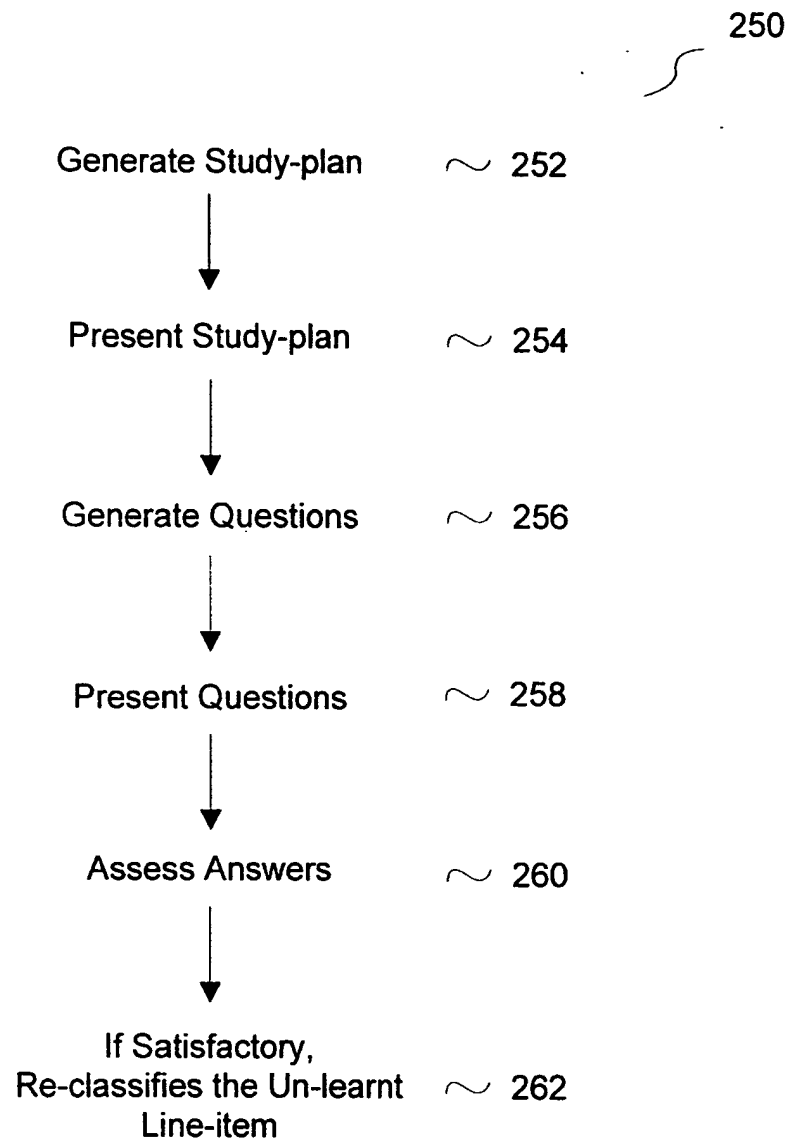 250
Generate Study-plan 252
Present Study-plan 254
Generate Questions 256
Present Questions 258
Assess Answers 260
If Satisfactory,
Re-classifies the Un-learnt 262
Line-item